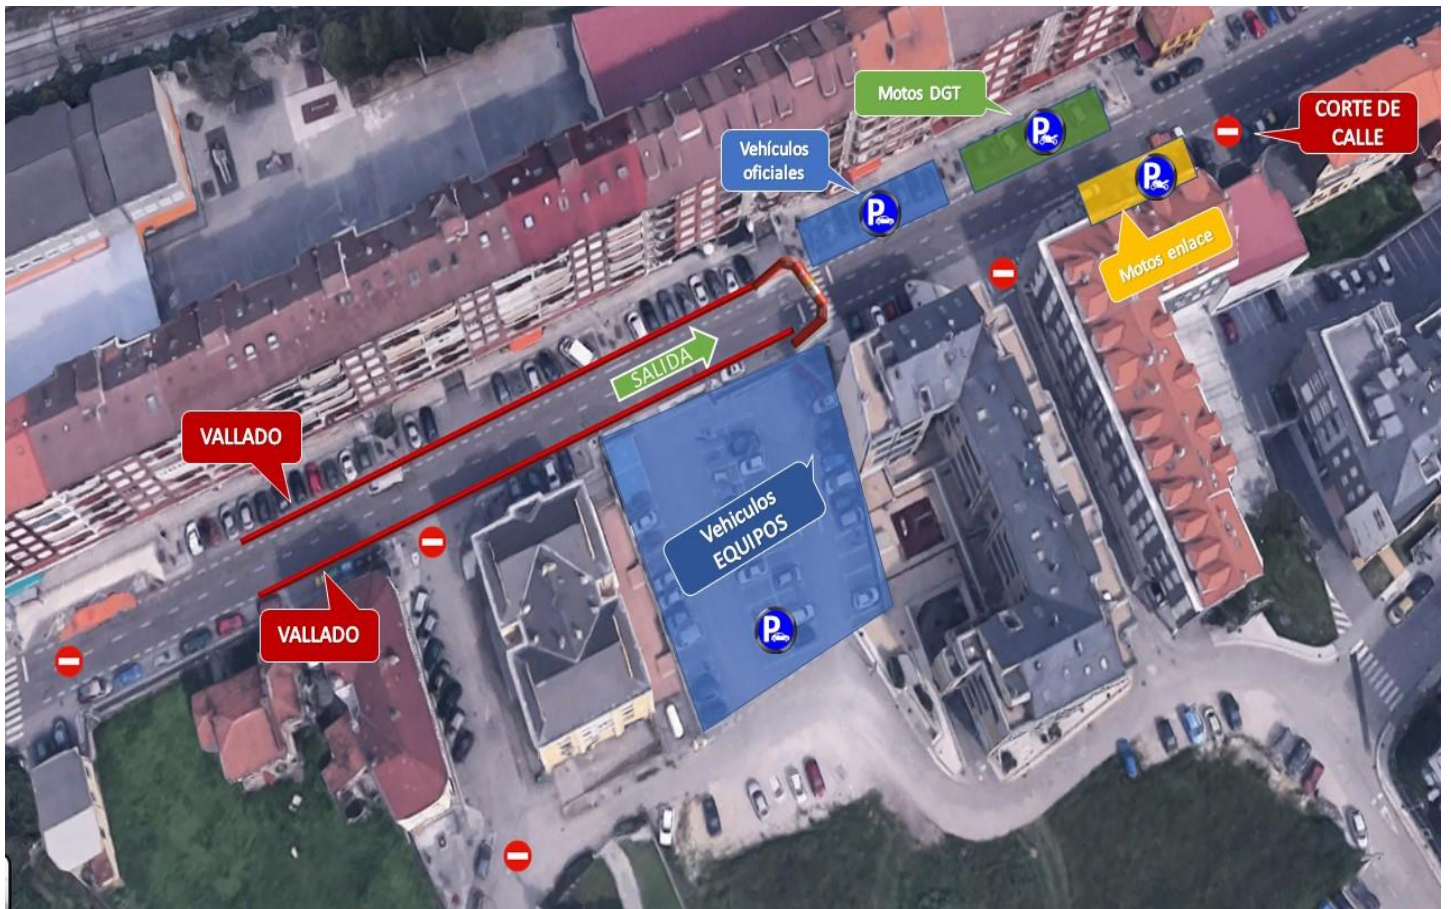 Motos DGT
P
CORTE DE
CALLE
Vehículos
oficiales
P
P
Motos enlace
SALIDA
VALLADO
Vehiculos
EQUIPOS
P
VALLADO